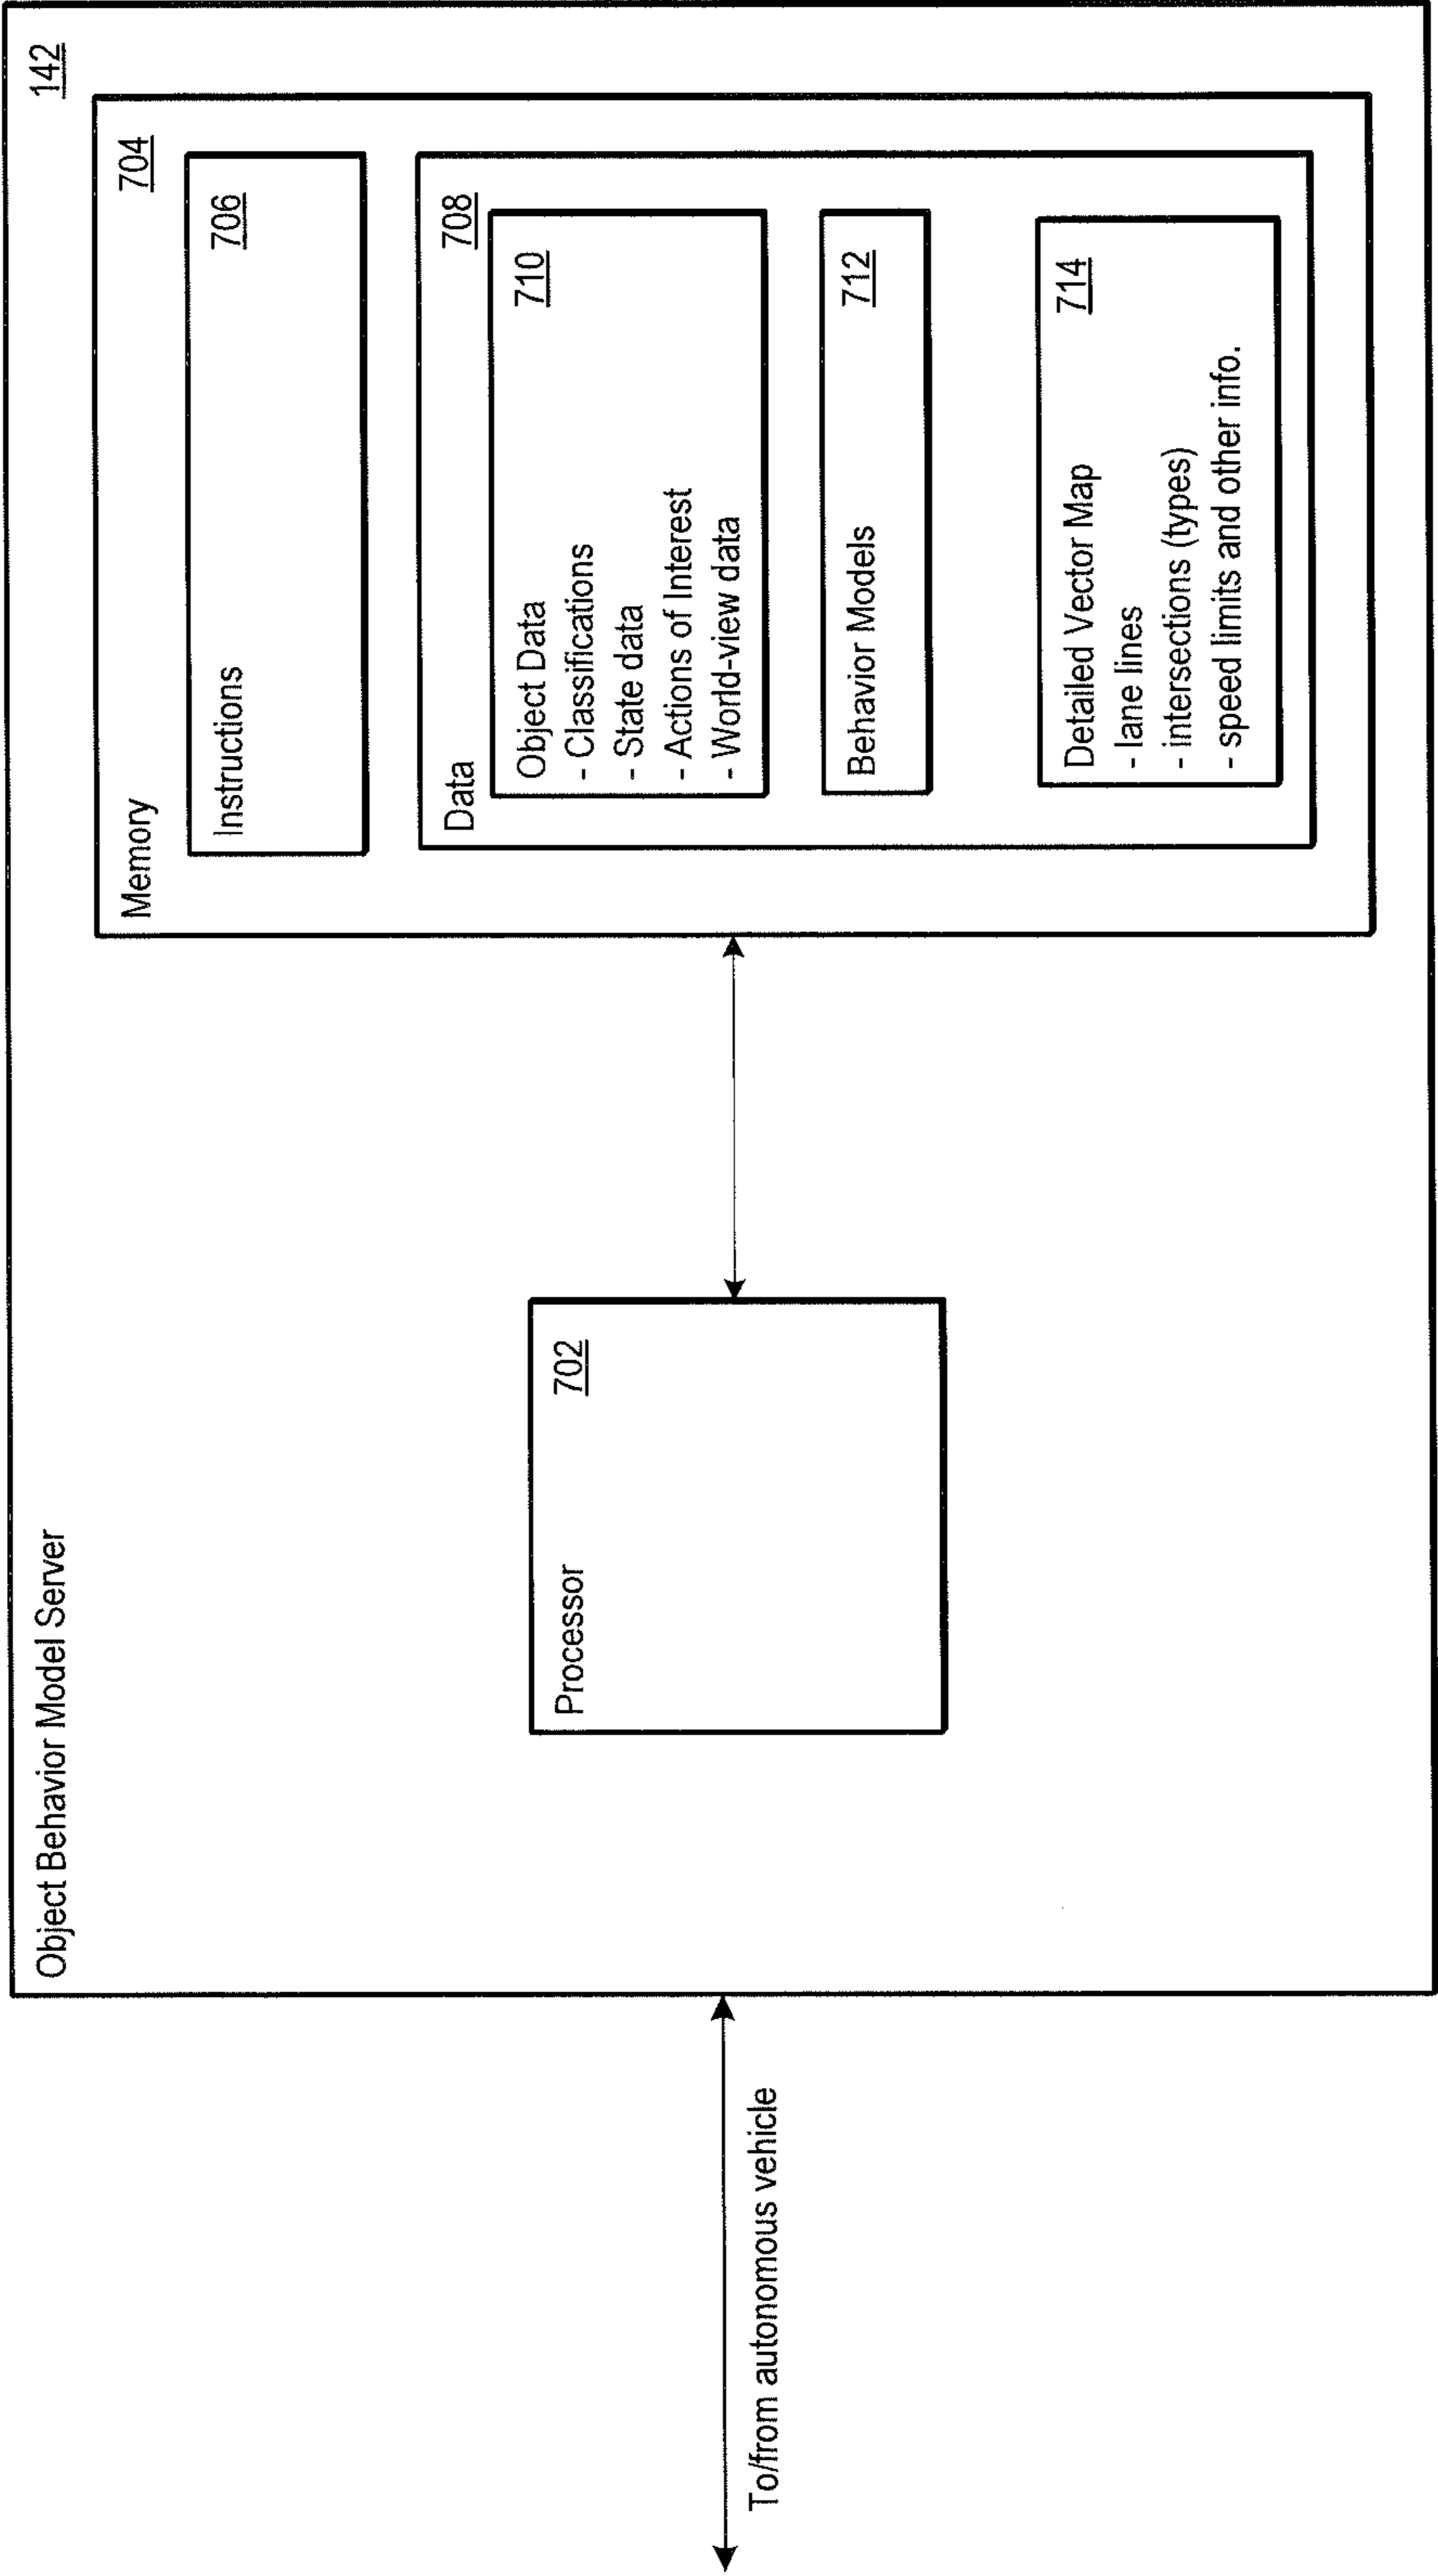 Object Behavior Model Server 142
Memory 704
Instructions 706
Data 708
Object Data 710
- Classifications
- State data
- Actions of Interest
- World-view data
Behavior Models 712
Detailed Vector Map 714
- lane lines
- intersections (types)
- speed limits and other info.
Processor 702
To/from autonomous vehicle